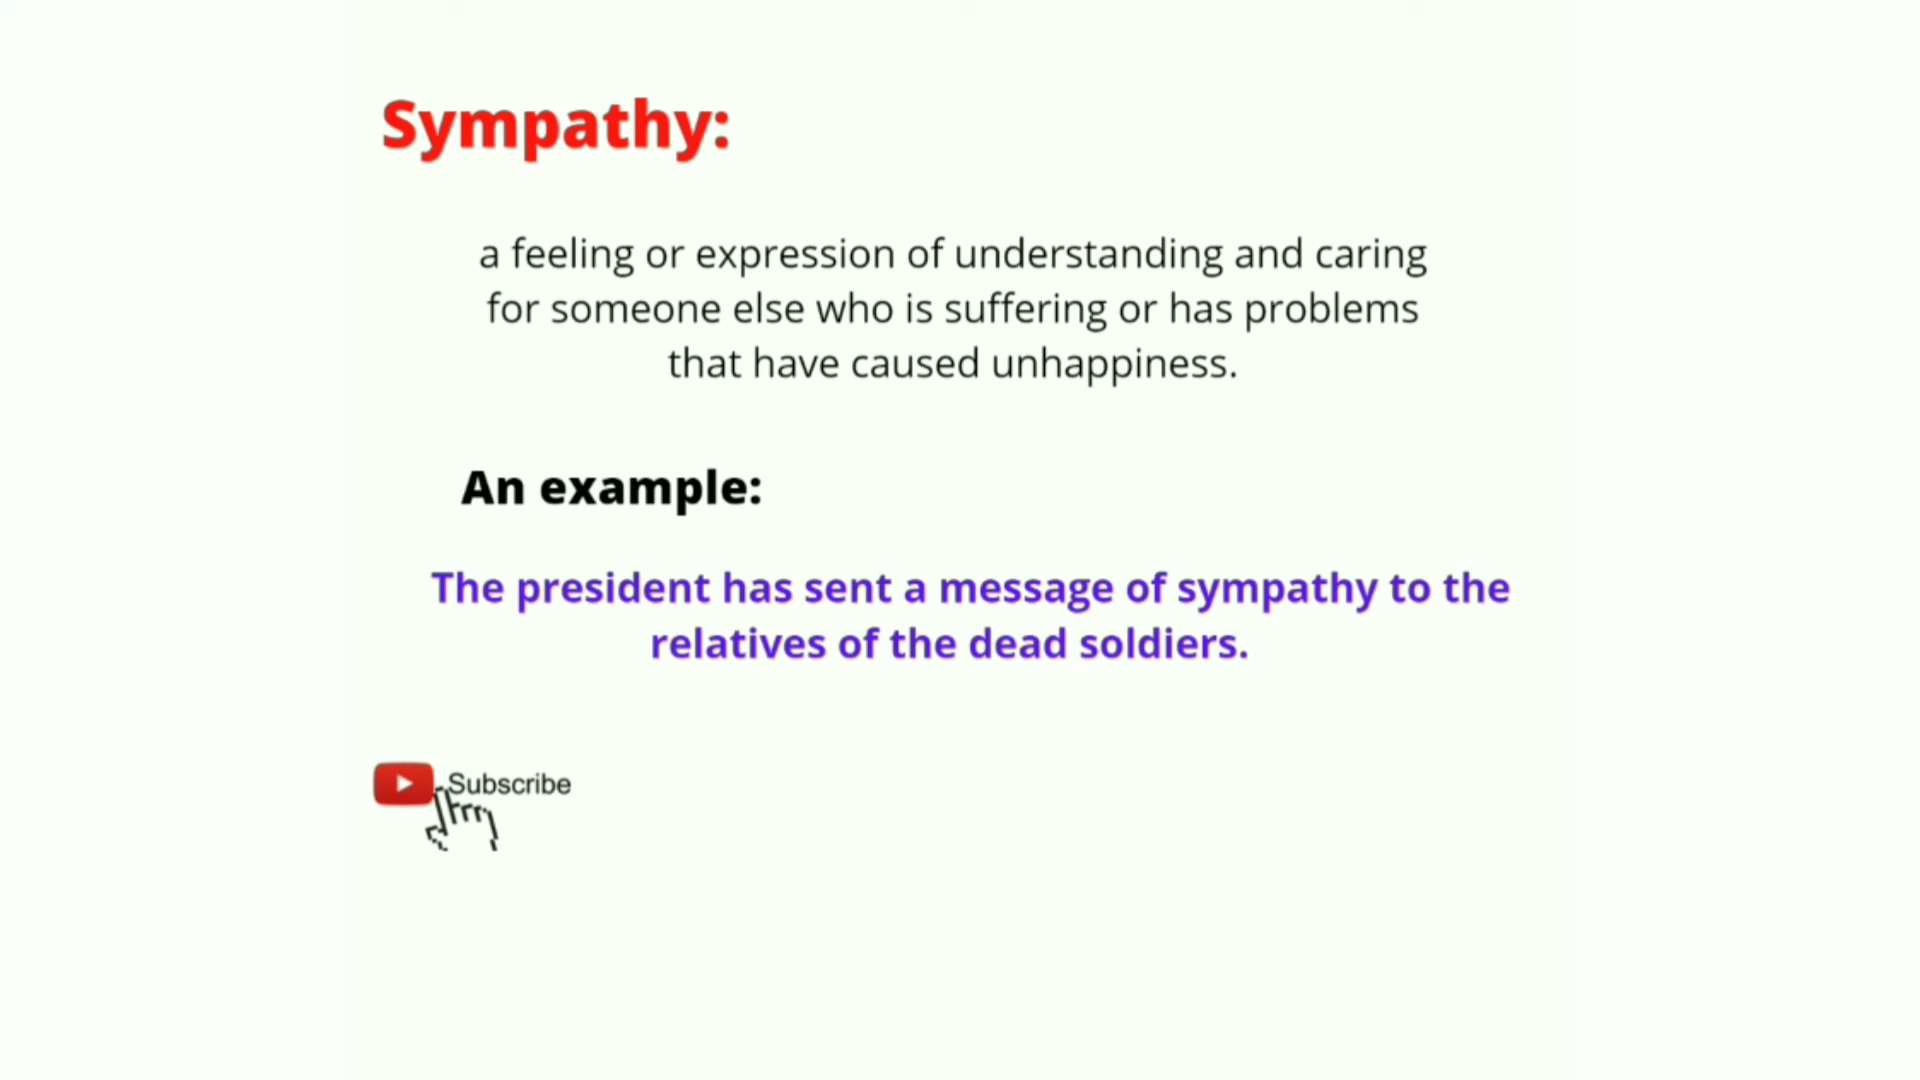 Sympathy:
a feeling or expression of understanding and caring
for someone else who is suffering or has problems
that have caused unhappiness.
An example:
The president has sent a message of sympathy to the
relatives of the dead soldiers.
Subscribe